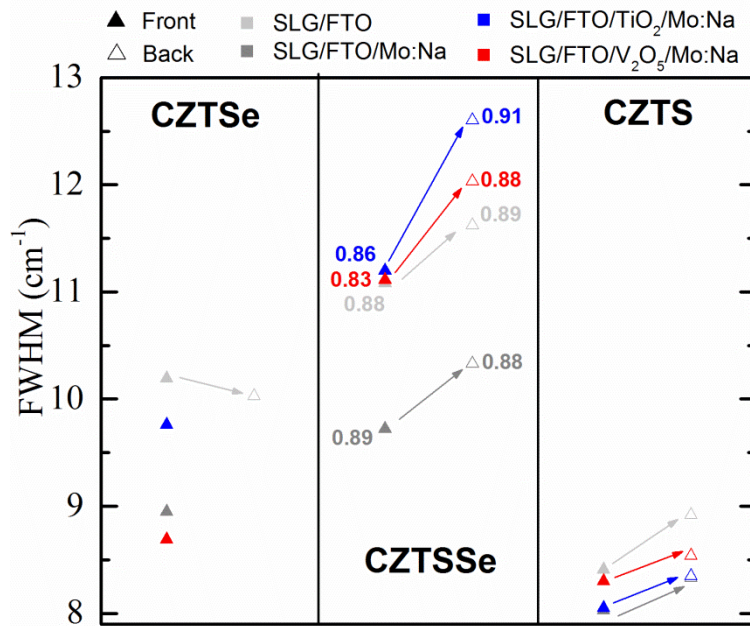 Front
SLG/FTO
SLG/FTO/TiO₂/Mo:Na
Back
SLG/FTO/Mo:Na
SLG/FTO/V₂O₅/Mo:Na
13
CZTSe
CZTS
0.91
12
0.88
0.89
0.86
0.83
11
0.88
FWHM (cm⁻¹)
0.88
10
0.89
9
CZTSSe
8